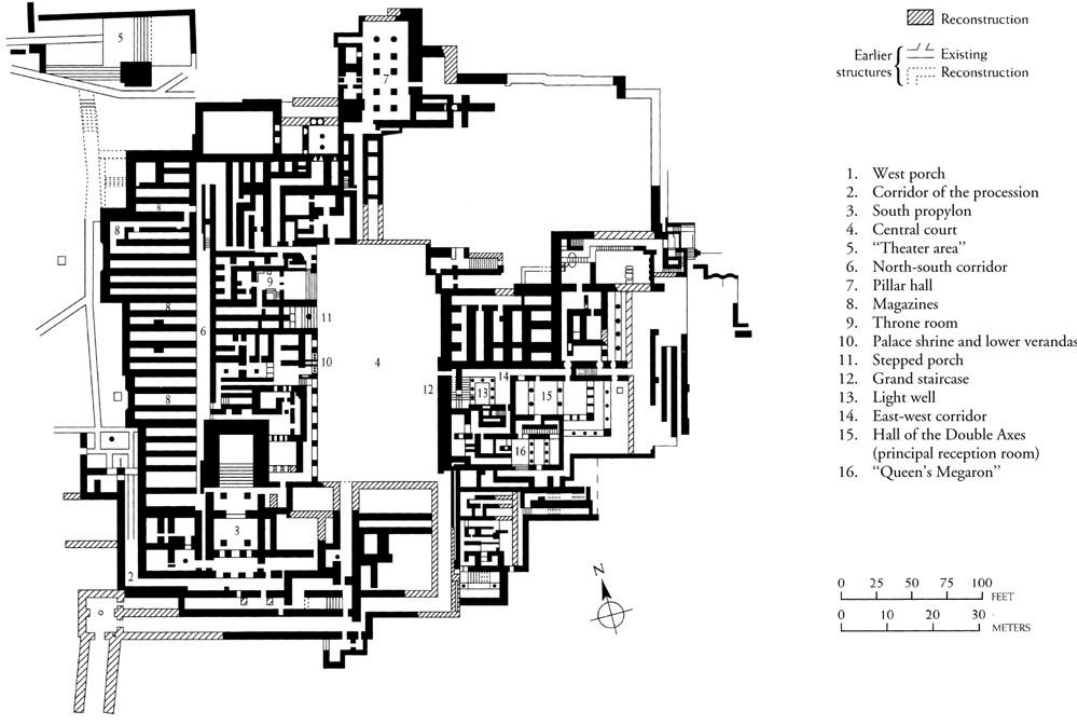 Reconstruction
Earlier structures
Existing
Reconstruction
1. West porch
2. Corridor of the procession
3. South propylon
4. Central court
5. “Theater area”
6. North-south corridor
7. Pillar hall
8. Magazines
9. Throne room
10. Palace shrine and lower verandas
11. Stepped porch
12. Grand staircase
13. Light well
14. East-west corridor
15. Hall of the Double Axes
(principal reception room)
16. “Queen’s Megaron”
5
7
8
8
9
8
6
11
10
4
12
14
13
15
8
16
1
3
2
N
0 25 50 75 100
FEET
0 10 20 30
METERS